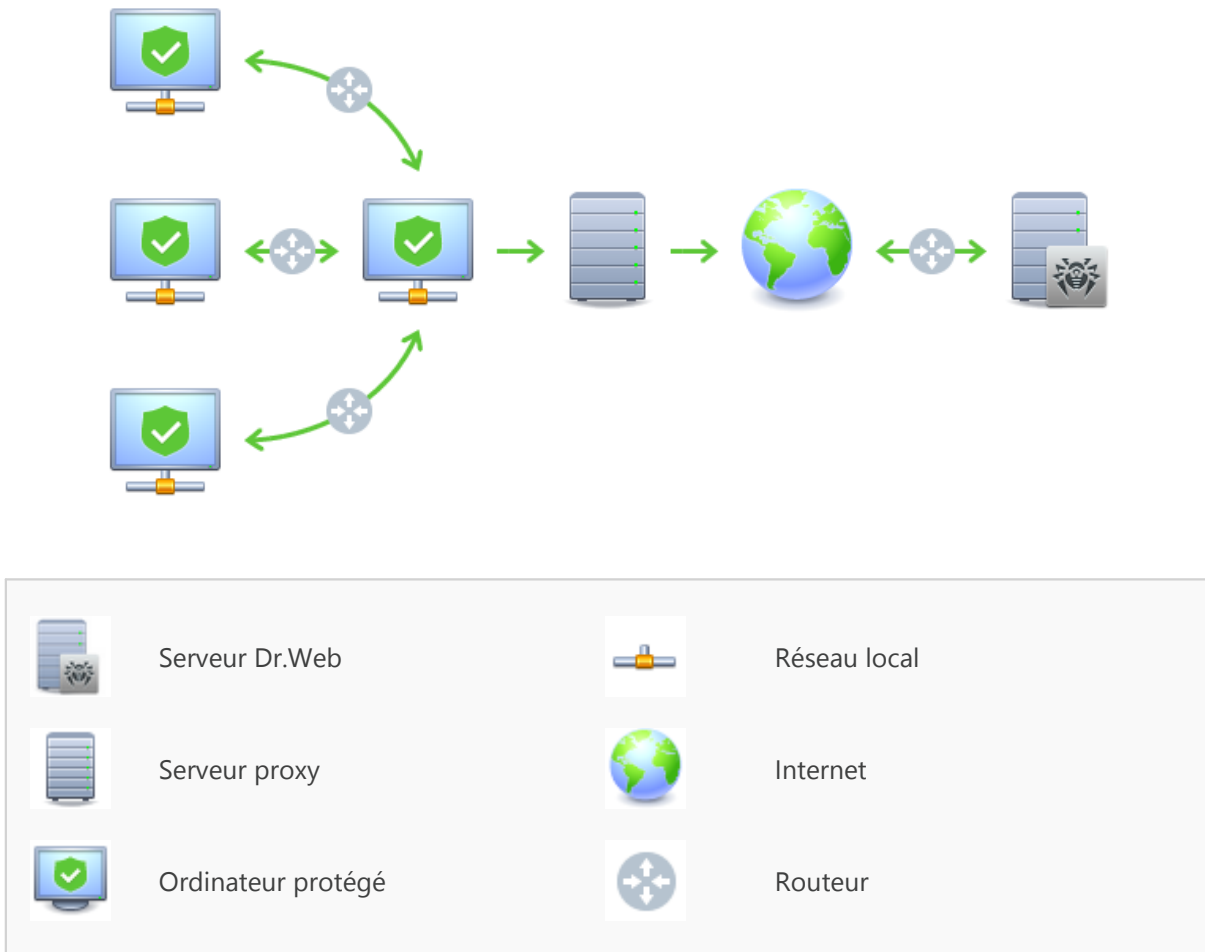 Serveur Dr.Web
Réseau local
Serveur proxy
Internet
Ordinateur protégé
Routeur